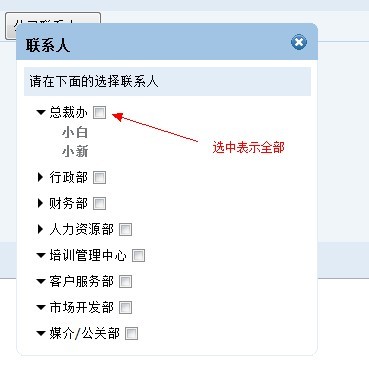 联系人
请在下面的选择联系人
总裁办
小白
小新
选中表示全部
行政部
财务部
人力资源部
培训管理中心
客户服务部
市场开发部
媒介/公关部